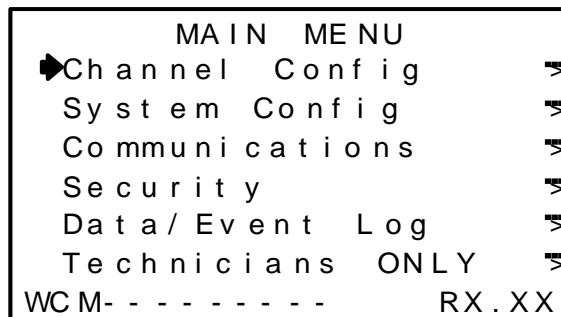 MAIN MENU
Channel Config
System Config
Communications
Security
Data/Event Log
Technicians ONLY
WCM--------- RX.XX